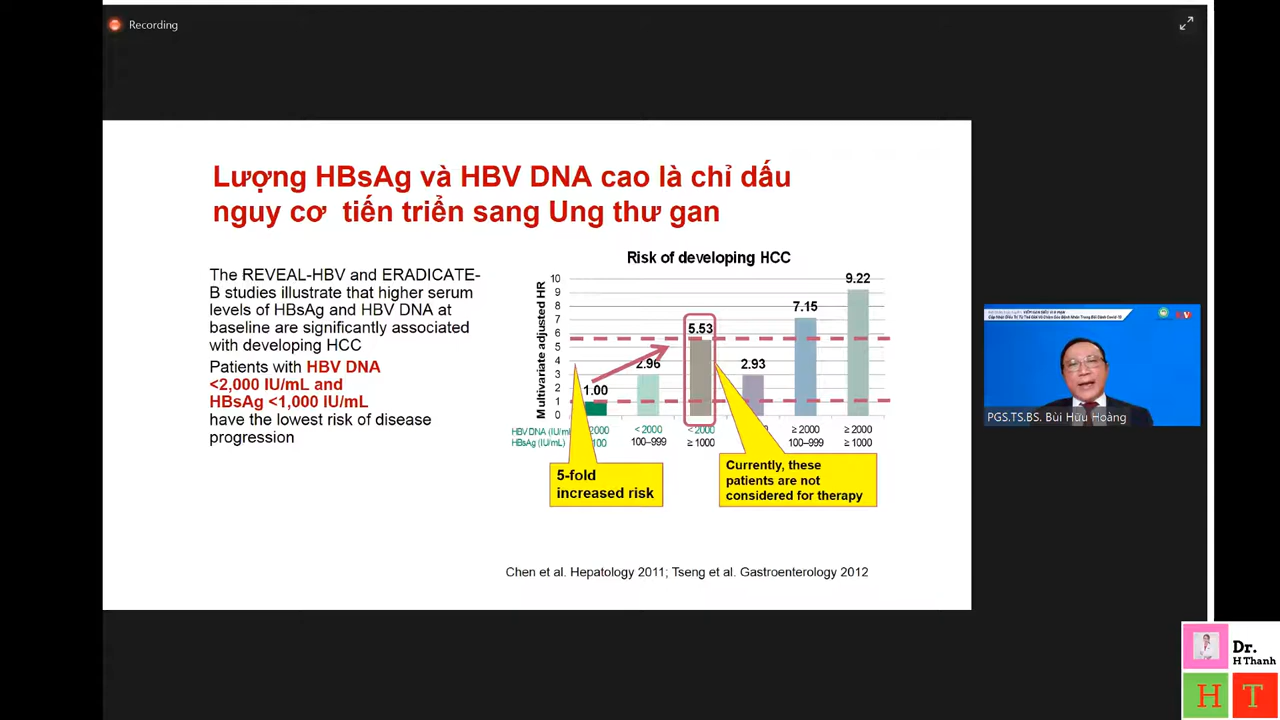 Recording
Lượng HBsAg và HBV DNA cao là chỉ dấu
nguy cơ tiến triển sang Ung thư gan
The REVEAL-HBV and ERADICATE-
B studies illustrate that higher serum
levels of HBsAg and HBV DNA at
baseline are significantly associated
with developing HCC
Patients with HBV DNA
<2,000 IU/mL and
HBsAg <1,000 IU/mL
have the lowest risk of disease
progression
Risk of developing HCC
Multivariate adjusted HR
10
9
8
7
6
5
4
3
2
1
0
1.00
2.96
5.53
2.93
7.15
9.22
HBV DNA (IU/mL 2000 < 2000 < 2000 ≥ 2000 ≥ 2000
HBsAg (IU/mL) 100 100–999 ≥ 1000 100–999 ≥ 1000
5-fold
increased risk
Currently, these
patients are not
considered for therapy
Chen et al. Hepatology 2011; Tseng et al. Gastroenterology 2012
PGS.TS.BS. Bùi Hữu Hoàng
Dr.
H Thanh
H T